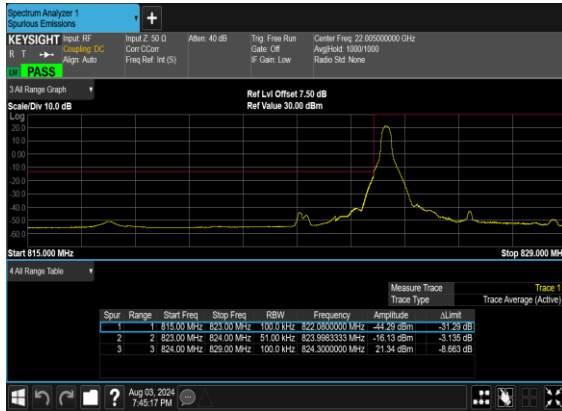 Spectrum Analyzer 1
Spurious Emissions
KEYSIGHT
R T
LV PASS
Input: RF
Coupling: DC
Align: Auto
Input Z: 50 Ω
Corr CCorr
Freq Ref: Int (S)
Atten: 40 dB
Trig: Free Run
Gate: Off
IF Gain: Low
Center Freq: 22.005000000 GHz
Avg|Hold: 1000/1000
Radio Std: None
3 All Range Graph
Scale/Div 10.0 dB
Ref Lvl Offset 7.50 dB
Ref Value 30.00 dBm
Log
20.0
10.0
0.00
-10.0
-20.0
-30.0
-40.0
-50.0
-60.0
Start 815.000 MHz
Stop 829.000 MH
4 All Range Table
Measure Trace Trace 1
Trace Type Trace Average (Active)
Spur Range Start Freq Stop Freq RBW Frequency Amplitude ΔLimit
1 1 815.00 MHz 823.00 MHz 100.0 kHz 822.0800000 MHz -44.29 dBm -31.29 dB
2 2 823.00 MHz 824.00 MHz 51.00 kHz 823.9983333 MHz -16.13 dBm -3.135 dB
3 3 824.00 MHz 829.00 MHz 100.0 kHz 824.3000000 MHz 21.34 dBm -8.663 dB
?
Aug 03, 2024
7:45:17 PM